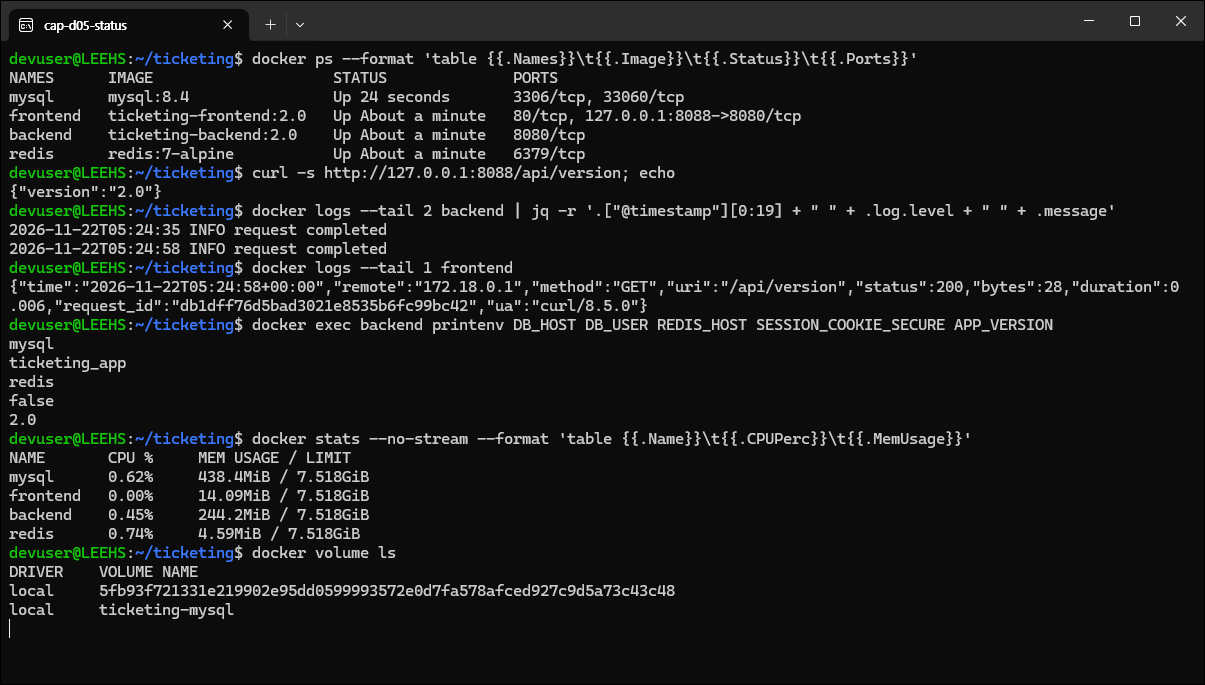 cap-d05-status
devuser@LEEHS:~/ticketing$ docker ps --format 'table {{.Names}}\t{{.Image}}\t{{.Status}}\t{{.Ports}}'
NAMES      IMAGE                    STATUS              PORTS
mysql      mysql:8.4                Up 24 seconds       3306/tcp, 33060/tcp
frontend   ticketing-frontend:2.0   Up About a minute   80/tcp, 127.0.0.1:8088->8080/tcp
backend    ticketing-backend:2.0    Up About a minute   8080/tcp
redis      redis:7-alpine           Up About a minute   6379/tcp
devuser@LEEHS:~/ticketing$ curl -s http://127.0.0.1:8088/api/version; echo
{"version":"2.0"}
devuser@LEEHS:~/ticketing$ docker logs --tail 2 backend | jq -r '.["@timestamp"][0:19] + " " + .log.level + " " + .message'
2026-11-22T05:24:35 INFO request completed
2026-11-22T05:24:58 INFO request completed
devuser@LEEHS:~/ticketing$ docker logs --tail 1 frontend
{"time":"2026-11-22T05:24:58+00:00","remote":"172.18.0.1","method":"GET","uri":"/api/version","status":200,"bytes":28,"duration":0
.006,"request_id":"db1dff76d5bad3021e8535b6fc99bc42","ua":"curl/8.5.0"}
devuser@LEEHS:~/ticketing$ docker exec backend printenv DB_HOST DB_USER REDIS_HOST SESSION_COOKIE_SECURE APP_VERSION
mysql
ticketing_app
redis
false
2.0
devuser@LEEHS:~/ticketing$ docker stats --no-stream --format 'table {{.Name}}\t{{.CPUPerc}}\t{{.MemUsage}}'
NAME       CPU %     MEM USAGE / LIMIT
mysql      0.62%     438.4MiB / 7.518GiB
frontend   0.00%     14.09MiB / 7.518GiB
backend    0.45%     244.2MiB / 7.518GiB
redis      0.74%     4.59MiB / 7.518GiB
devuser@LEEHS:~/ticketing$ docker volume ls
DRIVER    VOLUME NAME
local     5fb93f721331e219902e95dd0599993572e0d7fa578afced927c9d5a73c43c48
local     ticketing-mysql